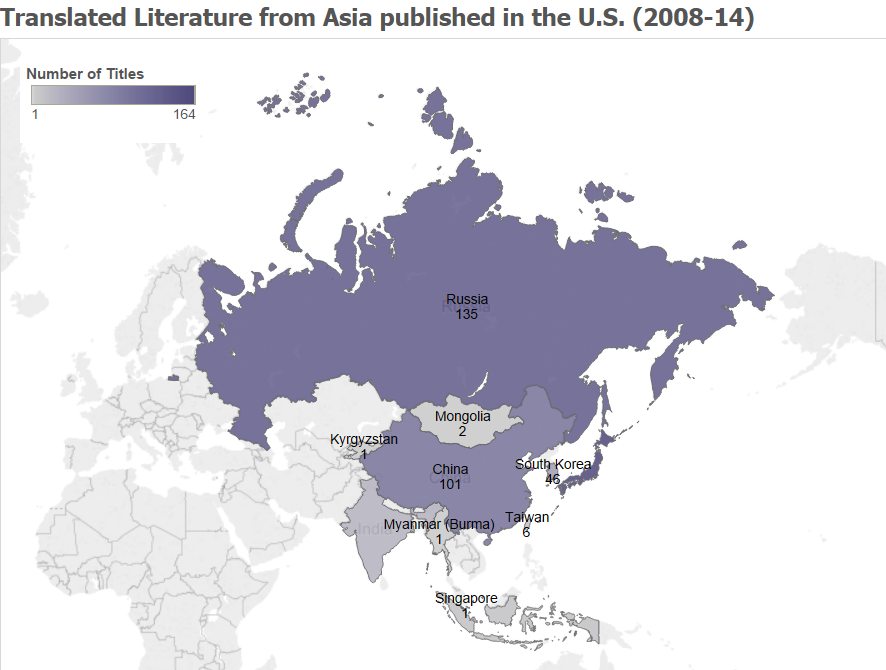 Translated Literature from Asia published in the U.S. (2008-14)
Number of Titles
1 164
Russia
135
Mongolia
2
Kyrgyzstan
1
China
101
South Korea
46
Taiwan
6
India
Myanmar (Burma)
1
Singapore
1